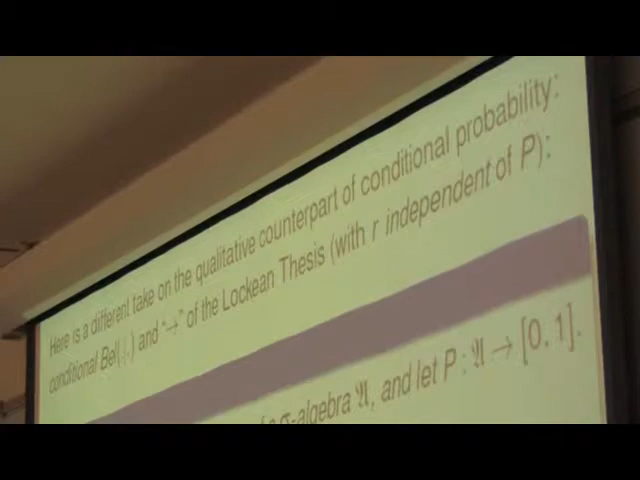 Here is a different take on the qualitative counterpart of conditional probability:
conditional Bel(.|.) and "→" of the Lockean Thesis (with r independent of P):
σ-algebra 𝔄, and let P : 𝔄 → [0, 1].